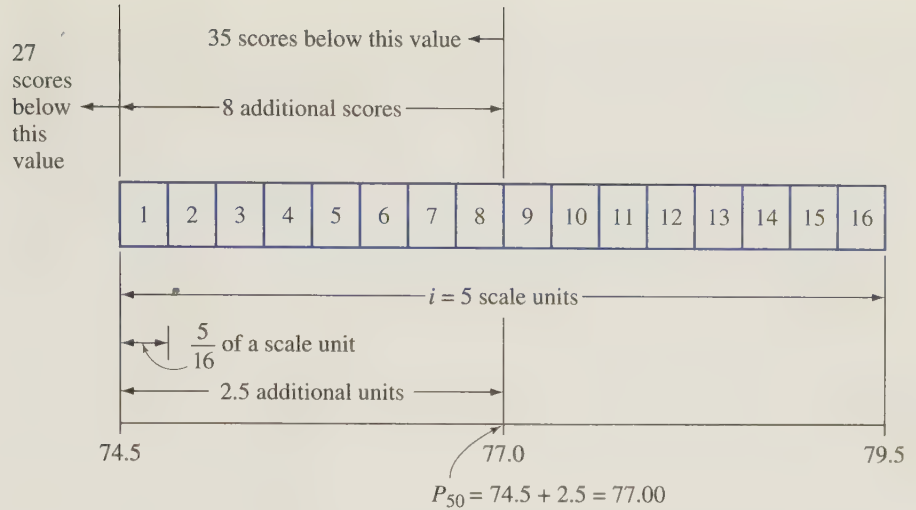 35 scores below this value
27
scores
below
this
value
8 additional scores
1 2 3 4 5 6 7 8 9 10 11 12 13 14 15 16
i = 5 scale units
5/16 of a scale unit
2.5 additional units
74.5 77.0 79.5
P₅₀ = 74.5 + 2.5 = 77.00